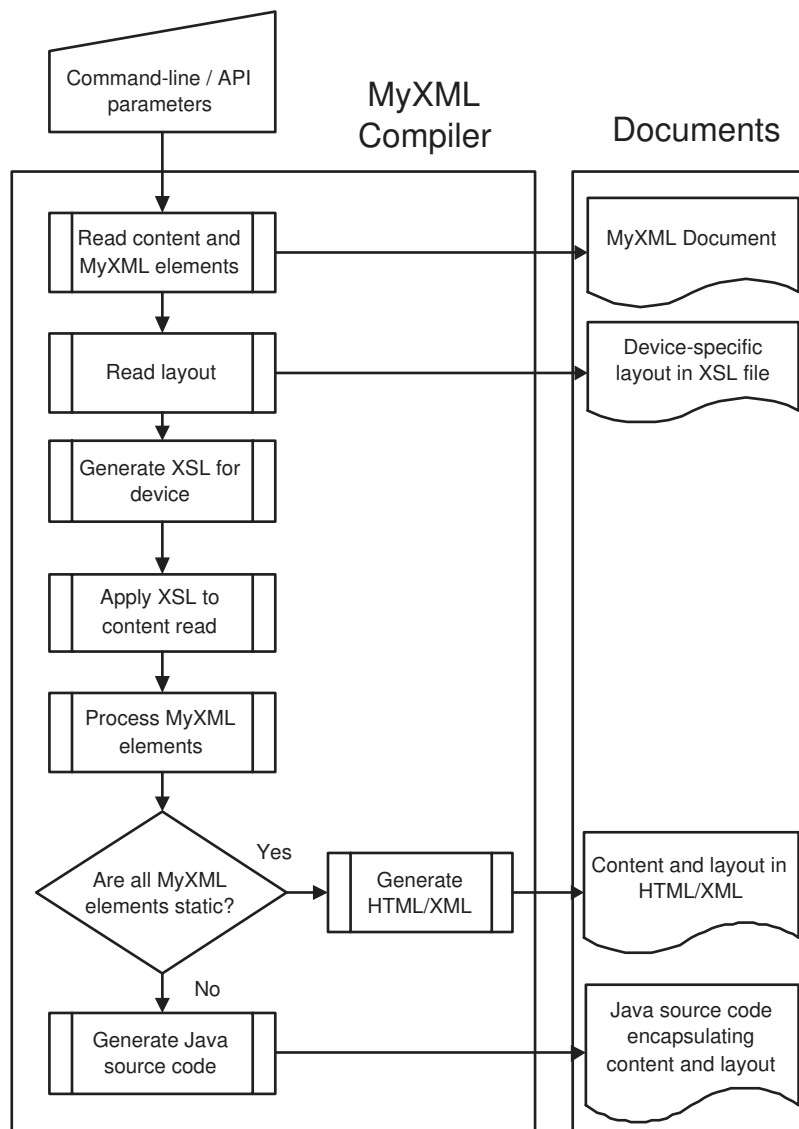 Command-line / API
parameters
MyXML
Compiler
Documents
Read content and
MyXML elements
MyXML Document
Read layout
Device-specific
layout in XSL file
Generate XSL for
device
Apply XSL to
content read
Process MyXML
elements
Are all MyXML
elements static?
Yes
Generate
HTML/XML
Content and layout in
HTML/XML
No
Generate Java
source code
Java source code
encapsulating
content and layout